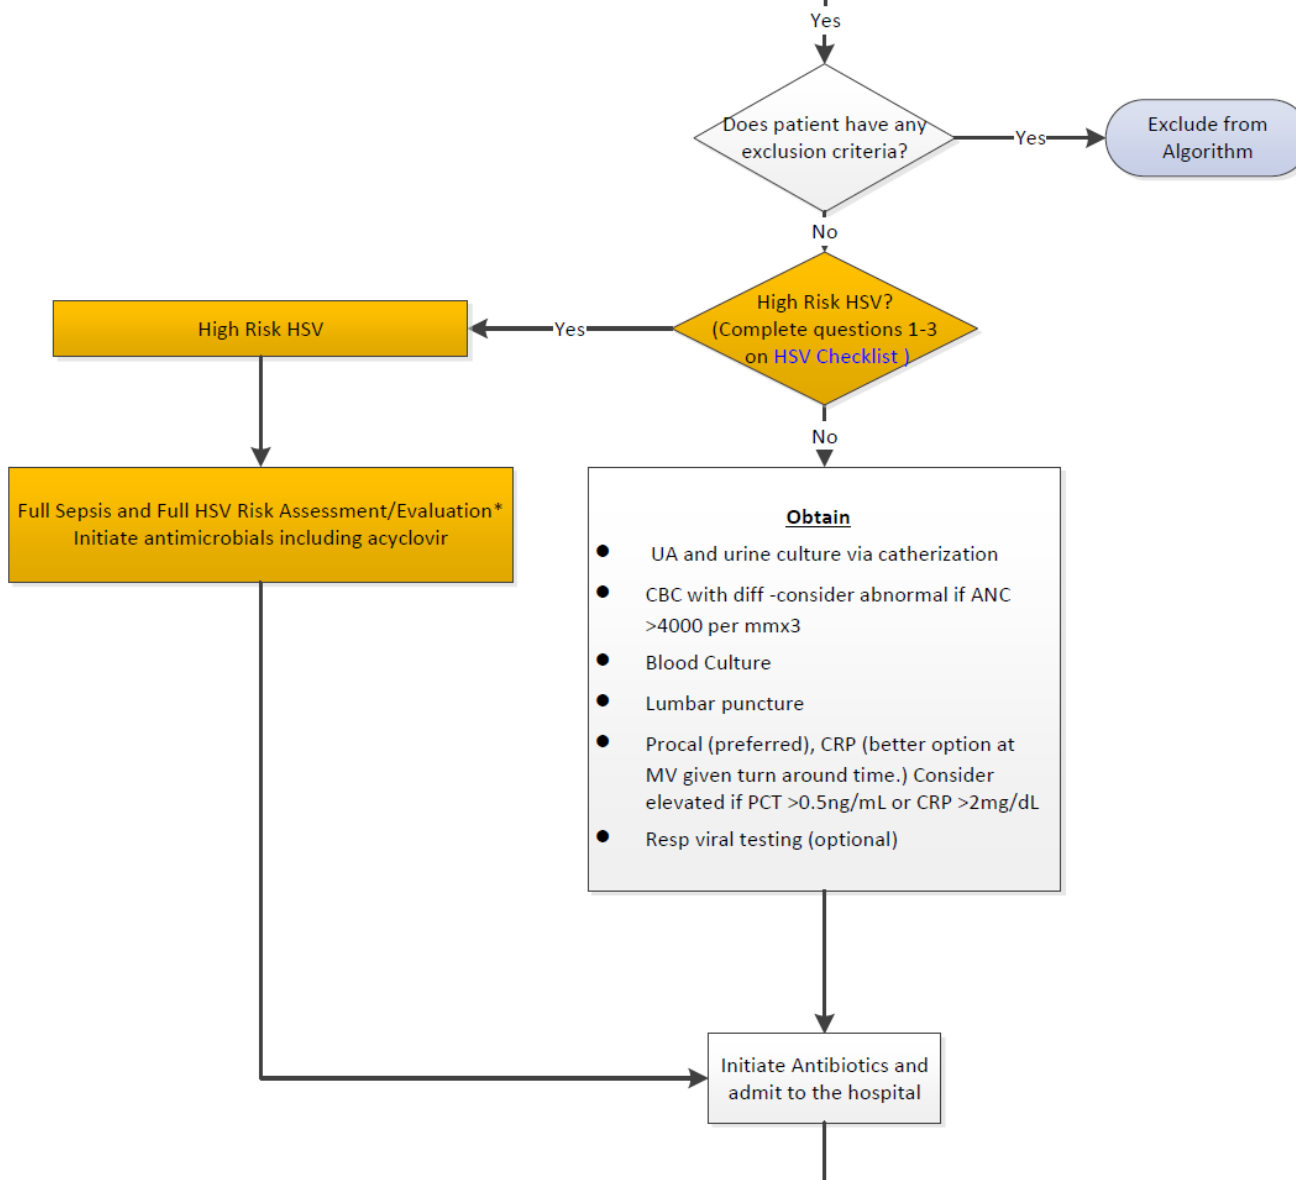 Yes
Does patient have any
exclusion criteria?
Yes
Exclude from
Algorithm
No
High Risk HSV?
(Complete questions 1-3
on HSV Checklist )
Yes
High Risk HSV
No
Full Sepsis and Full HSV Risk Assessment/Evaluation*
Initiate antimicrobials including acyclovir
Obtain
● UA and urine culture via catherization
● CBC with diff -consider abnormal if ANC
>4000 per mmx3
● Blood Culture
● Lumbar puncture
● Procal (preferred), CRP (better option at
MV given turn around time.) Consider
elevated if PCT >0.5ng/mL or CRP >2mg/dL
● Resp viral testing (optional)
Initiate Antibiotics and
admit to the hospital